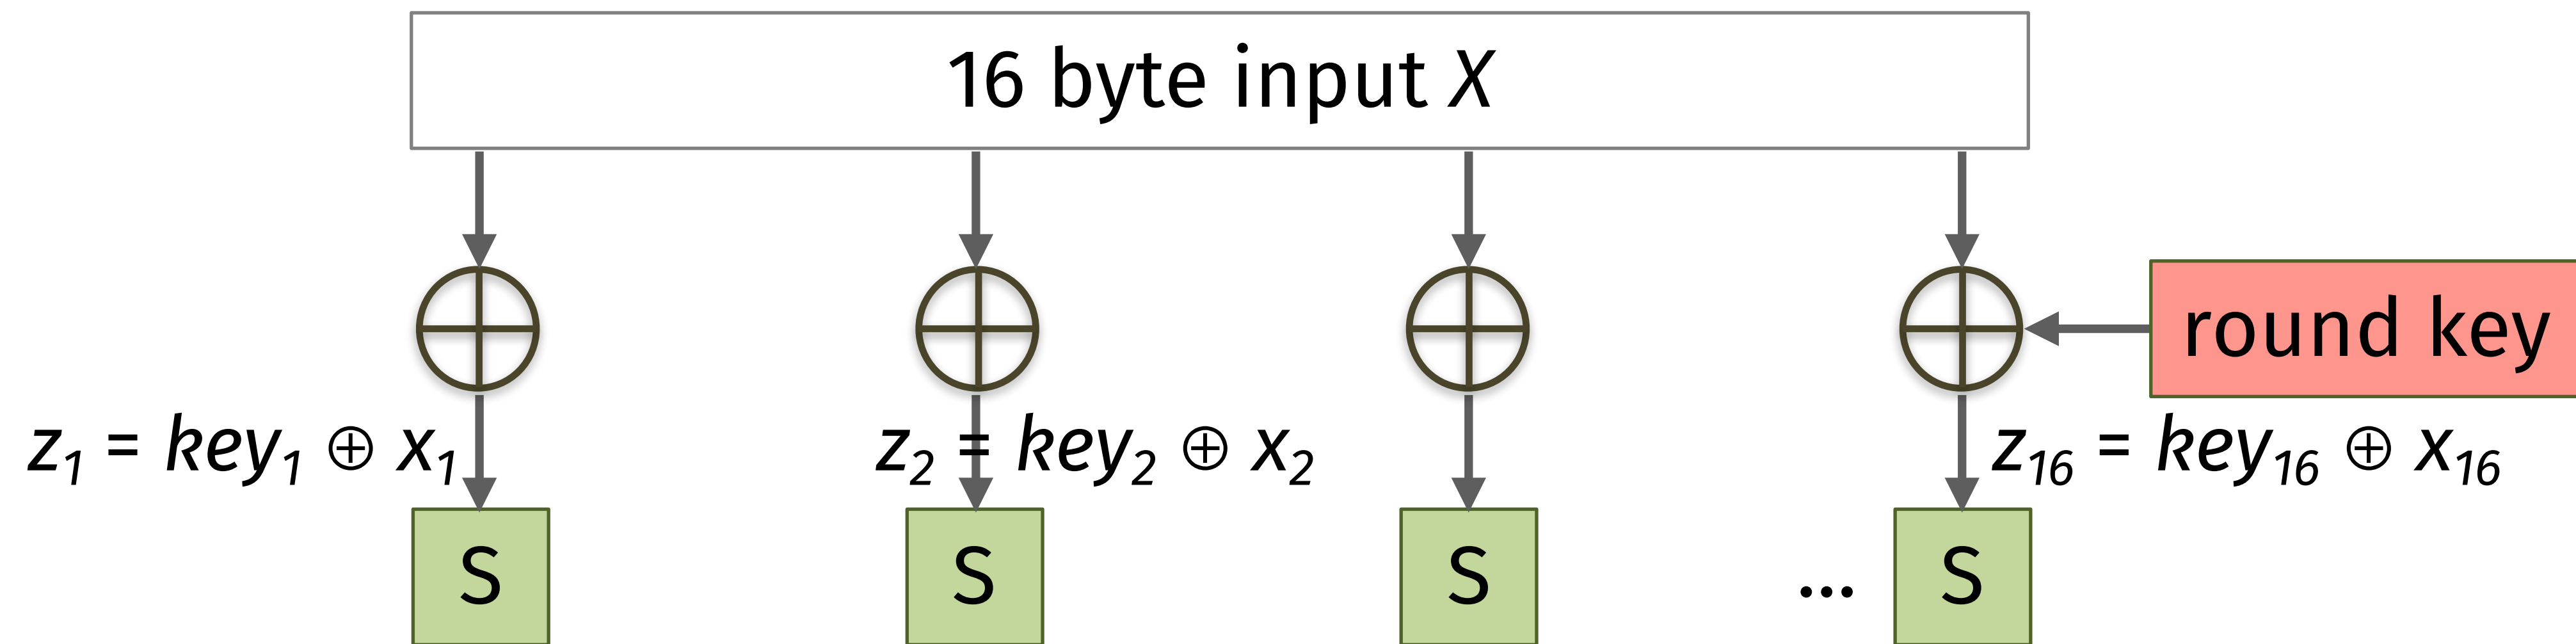 16 byte input X
round key
z₁ = key₁ ⊕ x₁
z₂ = key₂ ⊕ x₂
z₁₆ = key₁₆ ⊕ x₁₆
S
S
S
...
S